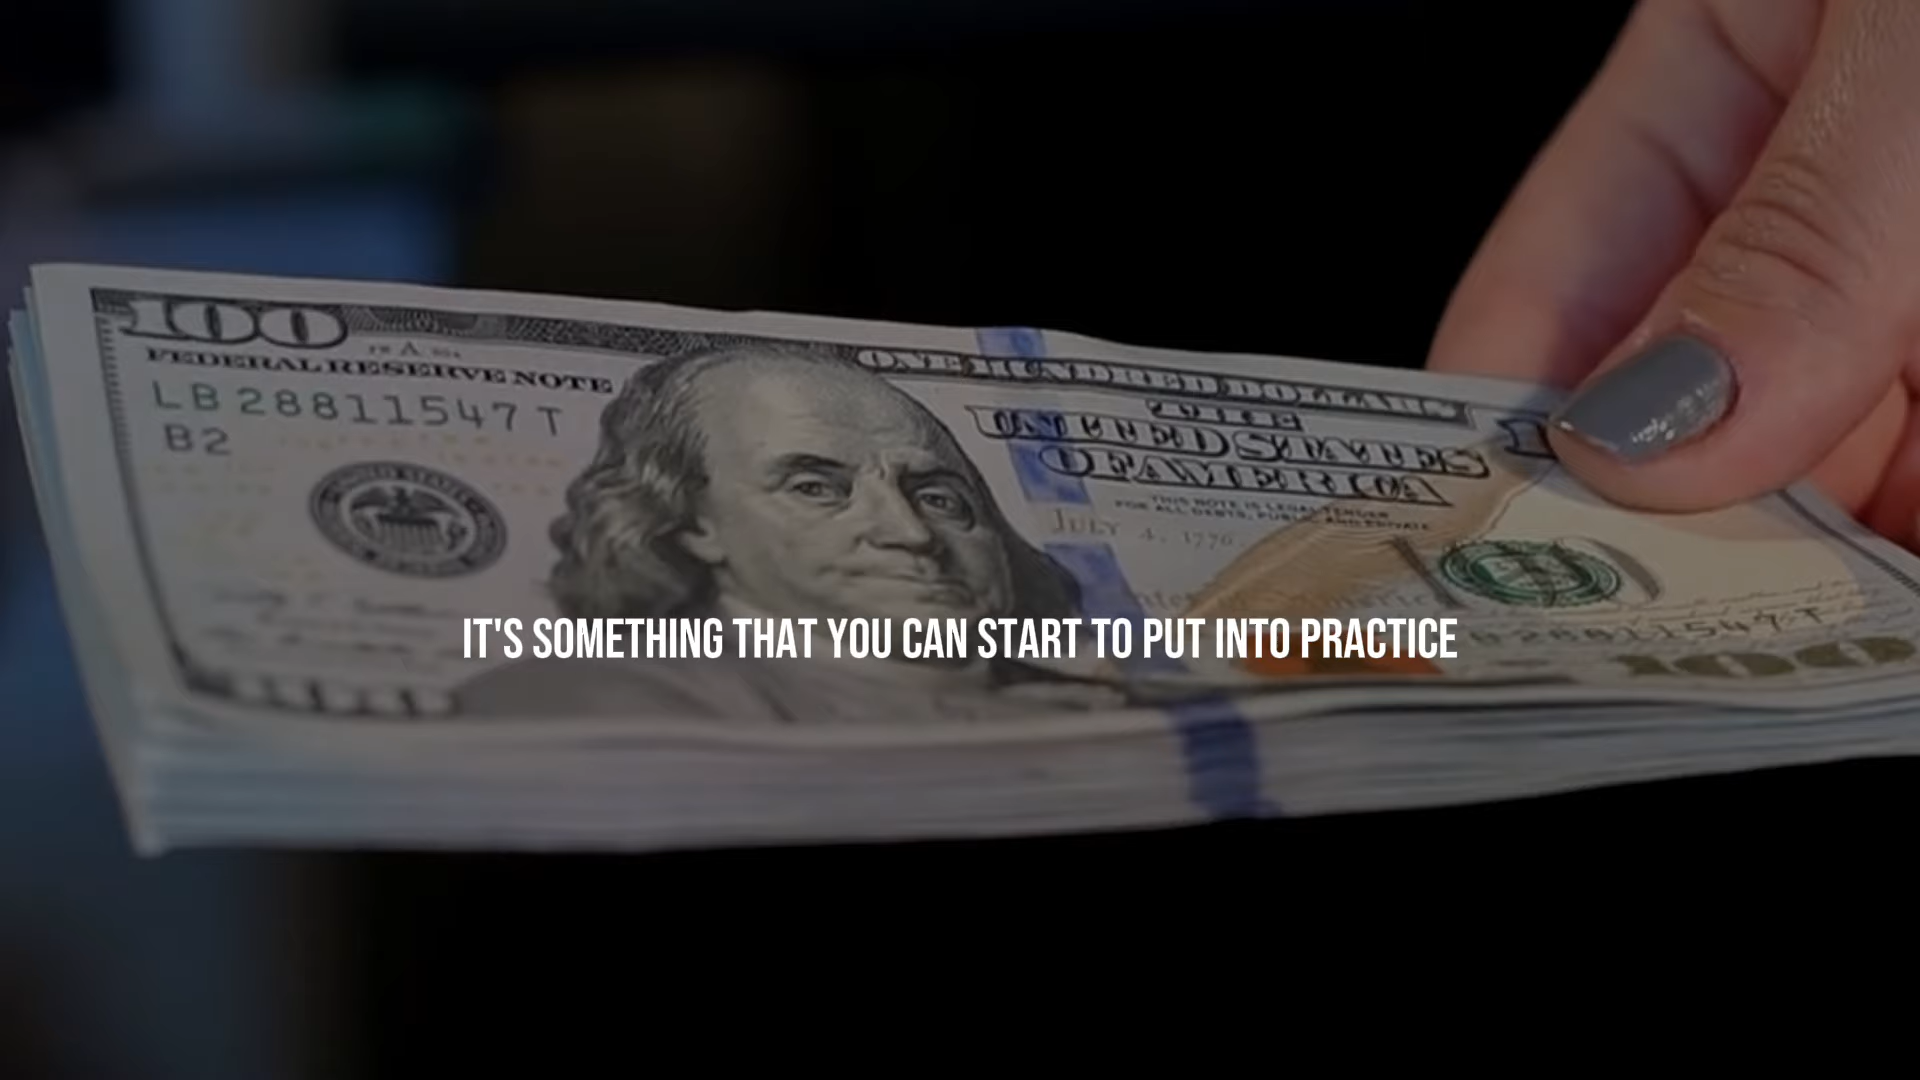 100
FEDERAL RESERVE NOTE
LB 28811547 T
B2
ONE HUNDRED DOLLARS
THE
UNITED STATES
OF AMERICA
THIS NOTE IS LEGAL TENDER
FOR ALL DEBTS, PUBLIC AND PRIVATE
JULY 4, 1776
IT'S SOMETHING THAT YOU CAN START TO PUT INTO PRACTICE
100